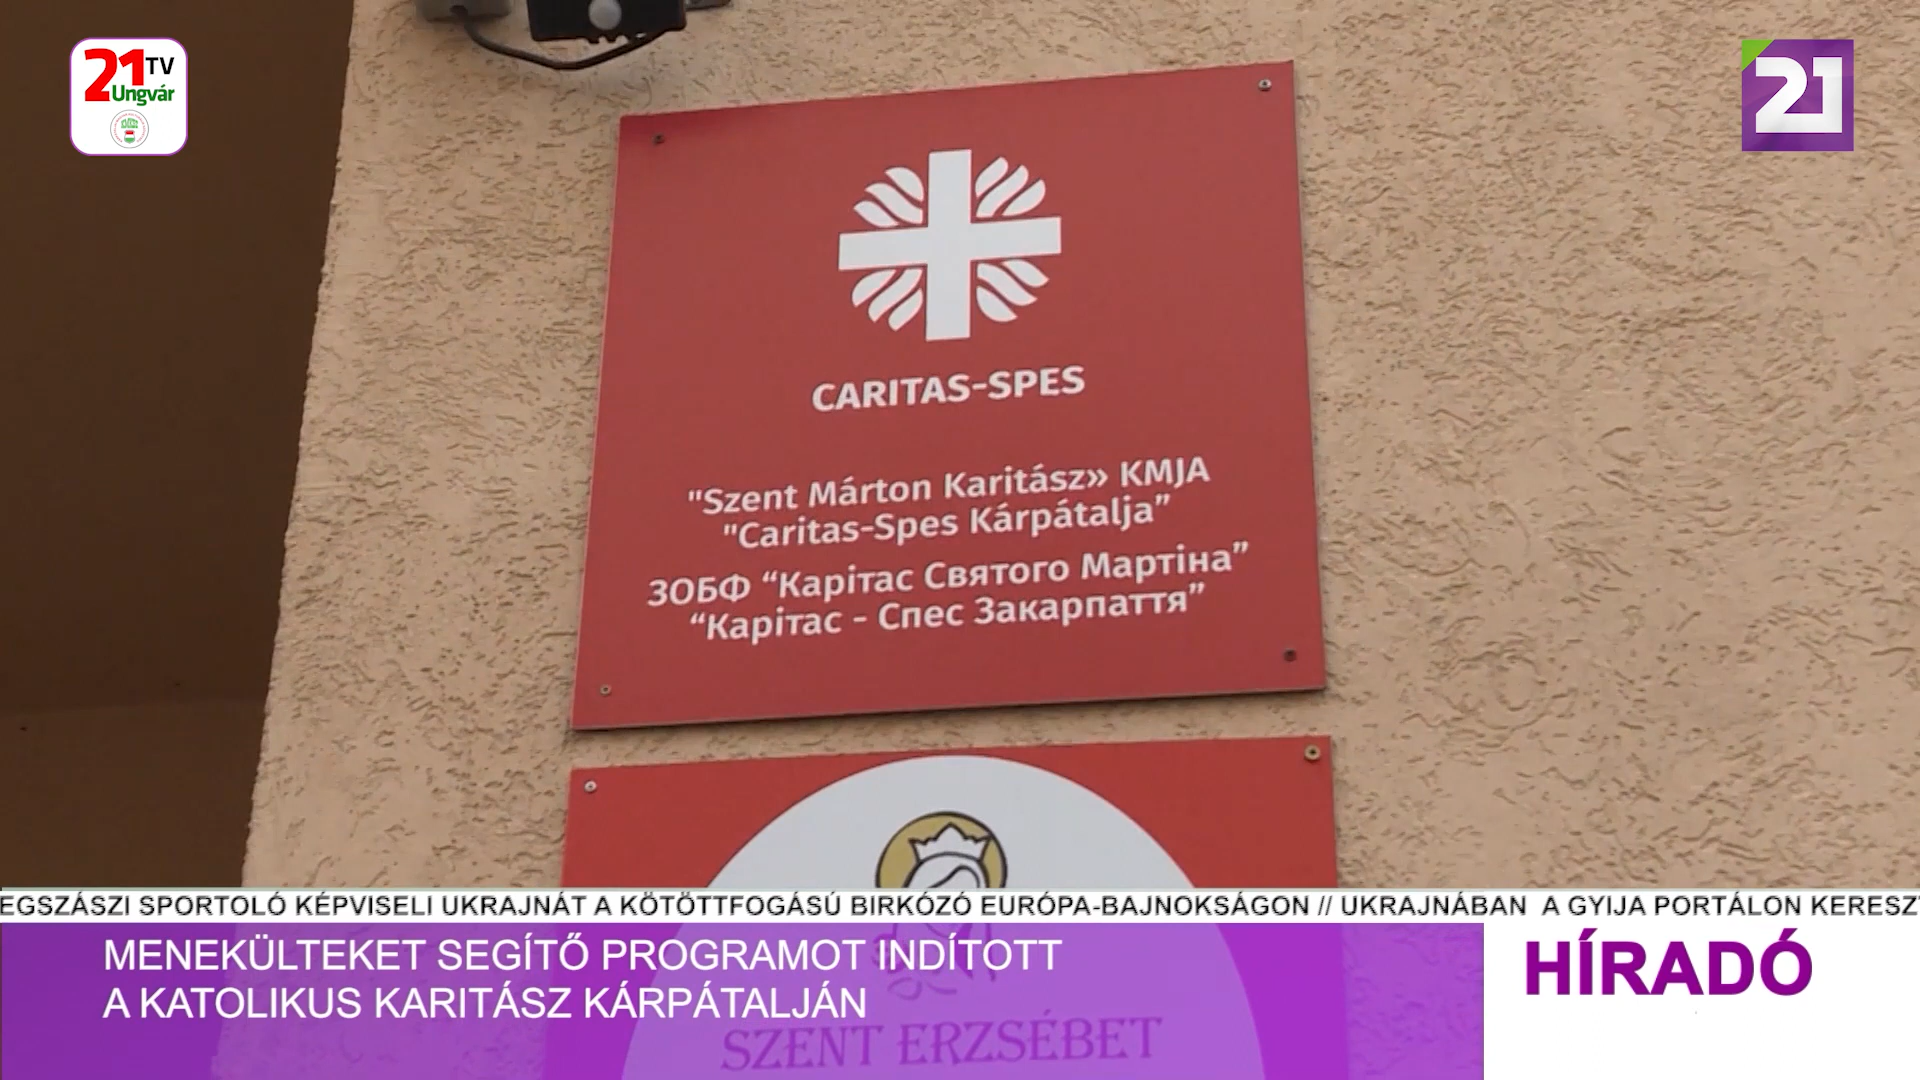 21 TV
Ungvár
21
CARITAS-SPES
"Szent Márton Karitász» KMJA
"Caritas-Spes Kárpátalja”
ЗОБФ “Карітас Святого Мартіна”
“Карітас - Спес Закарпаття”
EGSZÁSZI SPORTOLÓ KÉPVISELI UKRAJNÁT A KÖTÖTTFOGÁSÚ BIRKÓZÓ EURÓPA-BAJNOKSÁGON // UKRAJNÁBAN A GYIJA PORTÁLON KERESZT
MENEKÜLTEKET SEGÍTŐ PROGRAMOT INDÍTOTT
A KATOLIKUS KARITÁSZ KÁRPÁTALJÁN
HÍRADÓ
SZENT ERZSÉBET